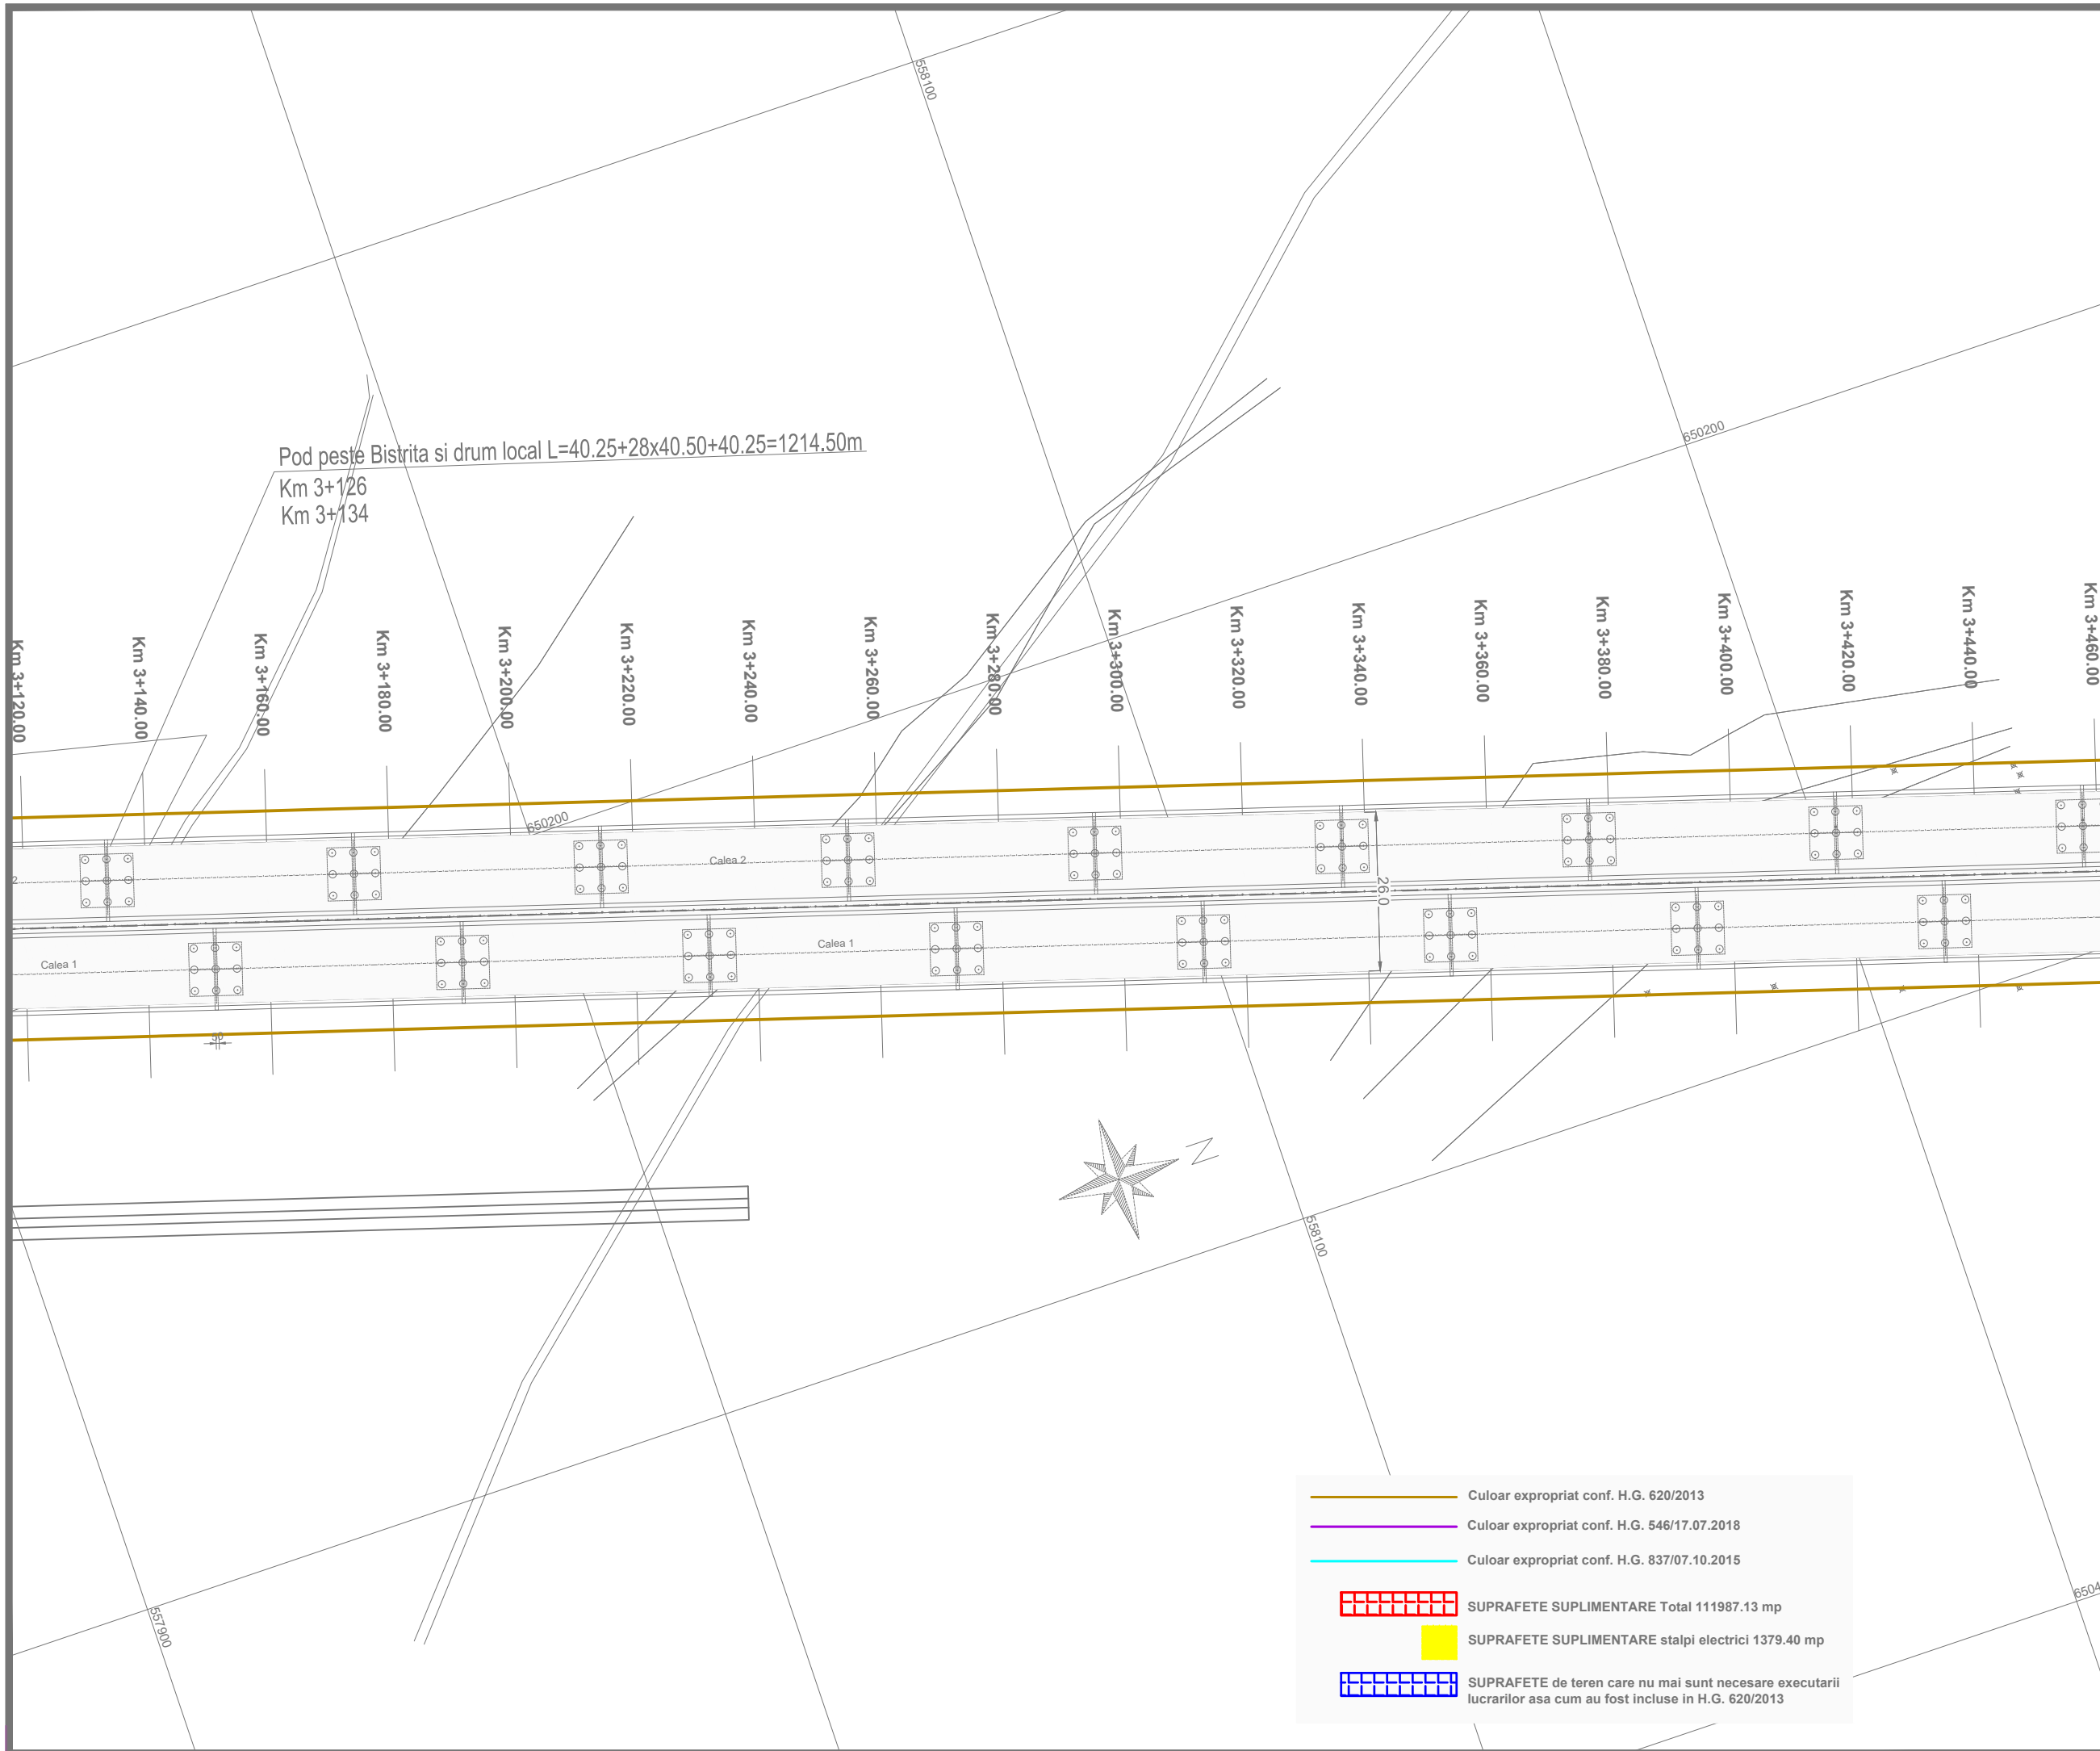 558100
650200
Pod peste Bistrita si drum local L=40.25+28x40.50+40.25=1214.50m
Km 3+126
Km 3+134
Km 3+120.00
Km 3+140.00
Km 3+160.00
Km 3+180.00
Km 3+200.00
Km 3+220.00
Km 3+240.00
Km 3+260.00
Km 3+280.00
Km 3+300.00
Km 3+320.00
Km 3+340.00
Km 3+360.00
Km 3+380.00
Km 3+400.00
Km 3+420.00
Km 3+440.00
Km 3+460.00
650200
Calea 2
2
26.0
Calea 1
Calea 1
50
N
558100
557900
6504
Culoar expropriat conf. H.G. 620/2013
Culoar expropriat conf. H.G. 546/17.07.2018
Culoar expropriat conf. H.G. 837/07.10.2015
SUPRAFETE SUPLIMENTARE Total 111987.13 mp
SUPRAFETE SUPLIMENTARE stalpi electrici 1379.40 mp
SUPRAFETE de teren care nu mai sunt necesare executarii
lucrarilor asa cum au fost incluse in H.G. 620/2013